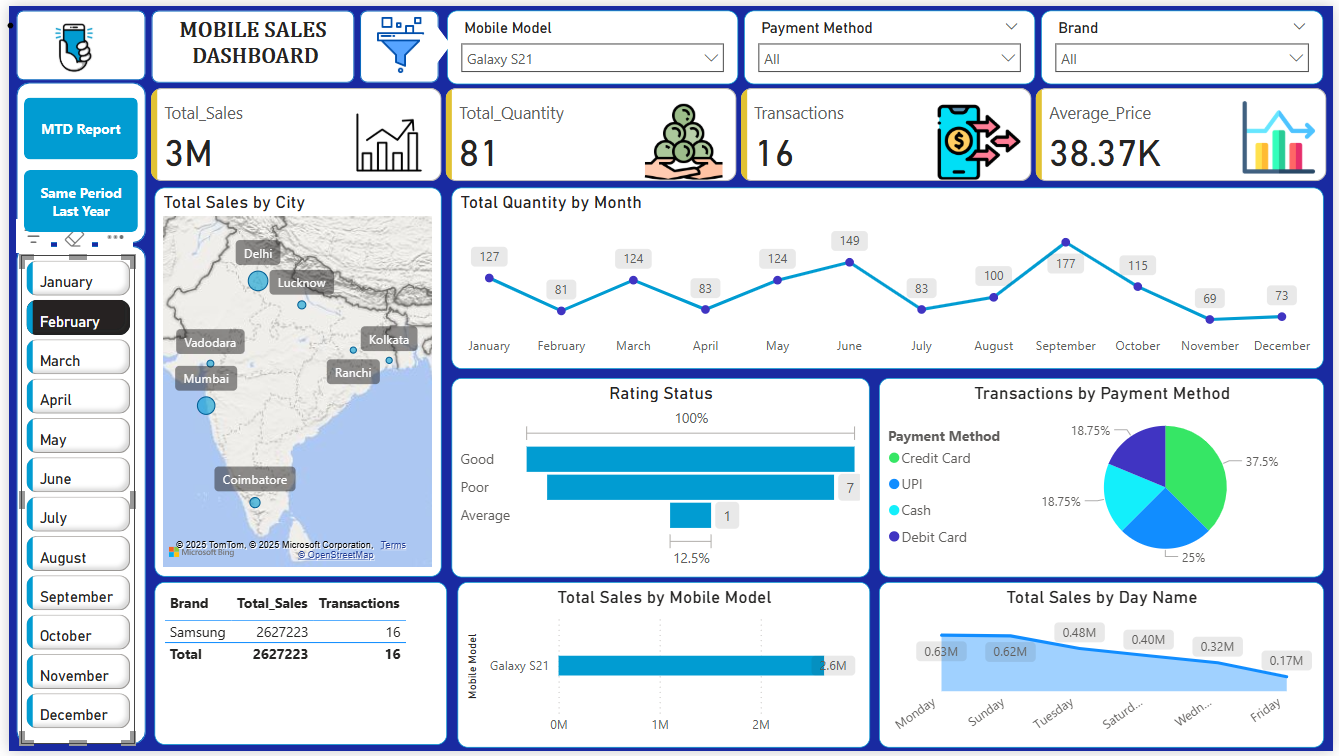 MOBILE SALES
DASHBOARD
Mobile Model
Galaxy S21
Payment Method
All
Brand
All
MTD Report
Same Period
Last Year
Total_Sales
3M
Total_Quantity
81
Transactions
16
Average_Price
38.37K
January
February
March
April
May
June
July
August
September
October
November
December
Total Sales by City
Delhi
Lucknow
Vadodara
Kolkata
Mumbai
Ranchi
Coimbatore
© 2025 TomTom, © 2025 Microsoft Corporation, Terms
Microsoft Bing
© OpenStreetMap
Total Quantity by Month
127
81
124
83
124
149
83
100
177
115
69
73
January February March April May June July August September October November December
Rating Status
100%
Good
Poor 7
Average 1
12.5%
Transactions by Payment Method
Payment Method
Credit Card
UPI
Cash
Debit Card
18.75%
37.5%
18.75%
25%
Brand Total_Sales Transactions
Samsung 2627223 16
Total 2627223 16
Total Sales by Mobile Model
Mobile Model
Galaxy S21 2.6M
0M 1M 2M
Total Sales by Day Name
0.63M 0.62M 0.48M 0.40M 0.32M 0.17M
Monday Sunday Tuesday Saturd... Wedn... Friday